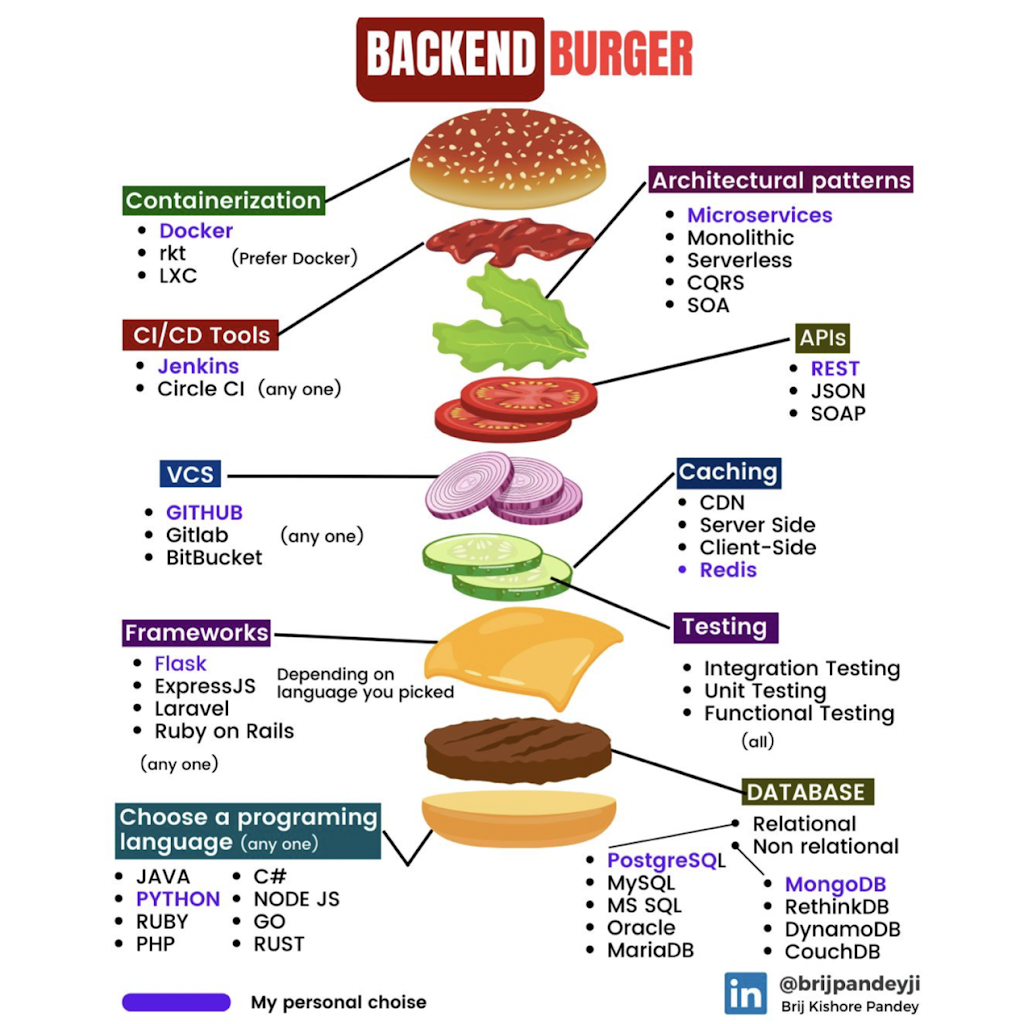 BACKEND BURGER
Containerization
Docker
rkt
(Prefer Docker)
LXC
Architectural patterns
Microservices
Monolithic
Serverless
CQRS
SOA
CI/CD Tools
Jenkins
Circle CI (any one)
APIs
REST
JSON
SOAP
VCS
GITHUB
Gitlab
(any one)
BitBucket
Caching
CDN
Server Side
Client-Side
Redis
Frameworks
Flask
ExpressJS
Laravel
Ruby on Rails
(any one)
Depending on
language you picked
Testing
Integration Testing
Unit Testing
Functional Testing
(all)
Choose a programing
language (any one)
JAVA
PYTHON
RUBY
PHP
C#
NODE JS
GO
RUST
DATABASE
Relational
Non relational
PostgreSQL
MySQL
MS SQL
Oracle
MariaDB
MongoDB
RethinkDB
DynamoDB
CouchDB
My personal choise
in
@brijpandeyji
Brij Kishore Pandey